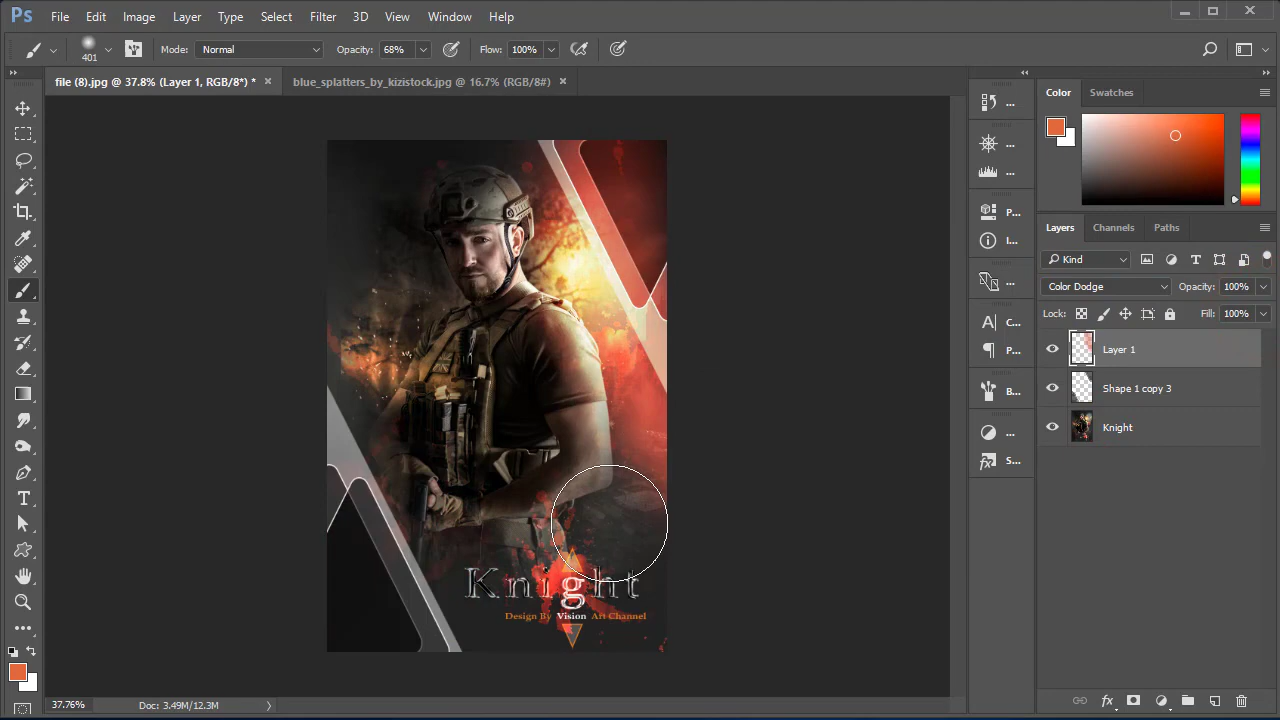 Ps File Edit Image Layer Type Select Filter 3D View Window Help
401 Mode: Normal Opacity: 68% Flow: 100%
file (8).jpg @ 37.8% (Layer 1, RGB/8*) * × blue_splatters_by_kizistock.jpg @ 16.7% (RGB/8#) ×
Color Swatches
...
...
...
P...
I...
...
C...
P...
B...
...
S...
Layers Channels Paths
Kind
Color Dodge Opacity: 100%
Lock: Fill: 100%
Layer 1
Shape 1 copy 3
Knight
Knight
Design By Vision Art Channel
37.76% Doc: 3.49M/12.3M